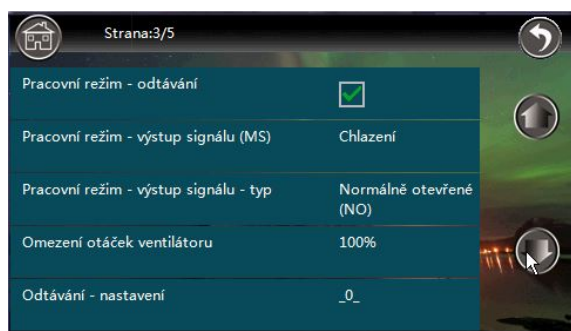 Strana:3/5
Pracovní režim - odtávání
Pracovní režim - výstup signálu (MS) Chlazení
Pracovní režim - výstup signálu - typ Normálně otevřené
(NO)
Omezení otáček ventilátoru 100%
Odtávání - nastavení _0_